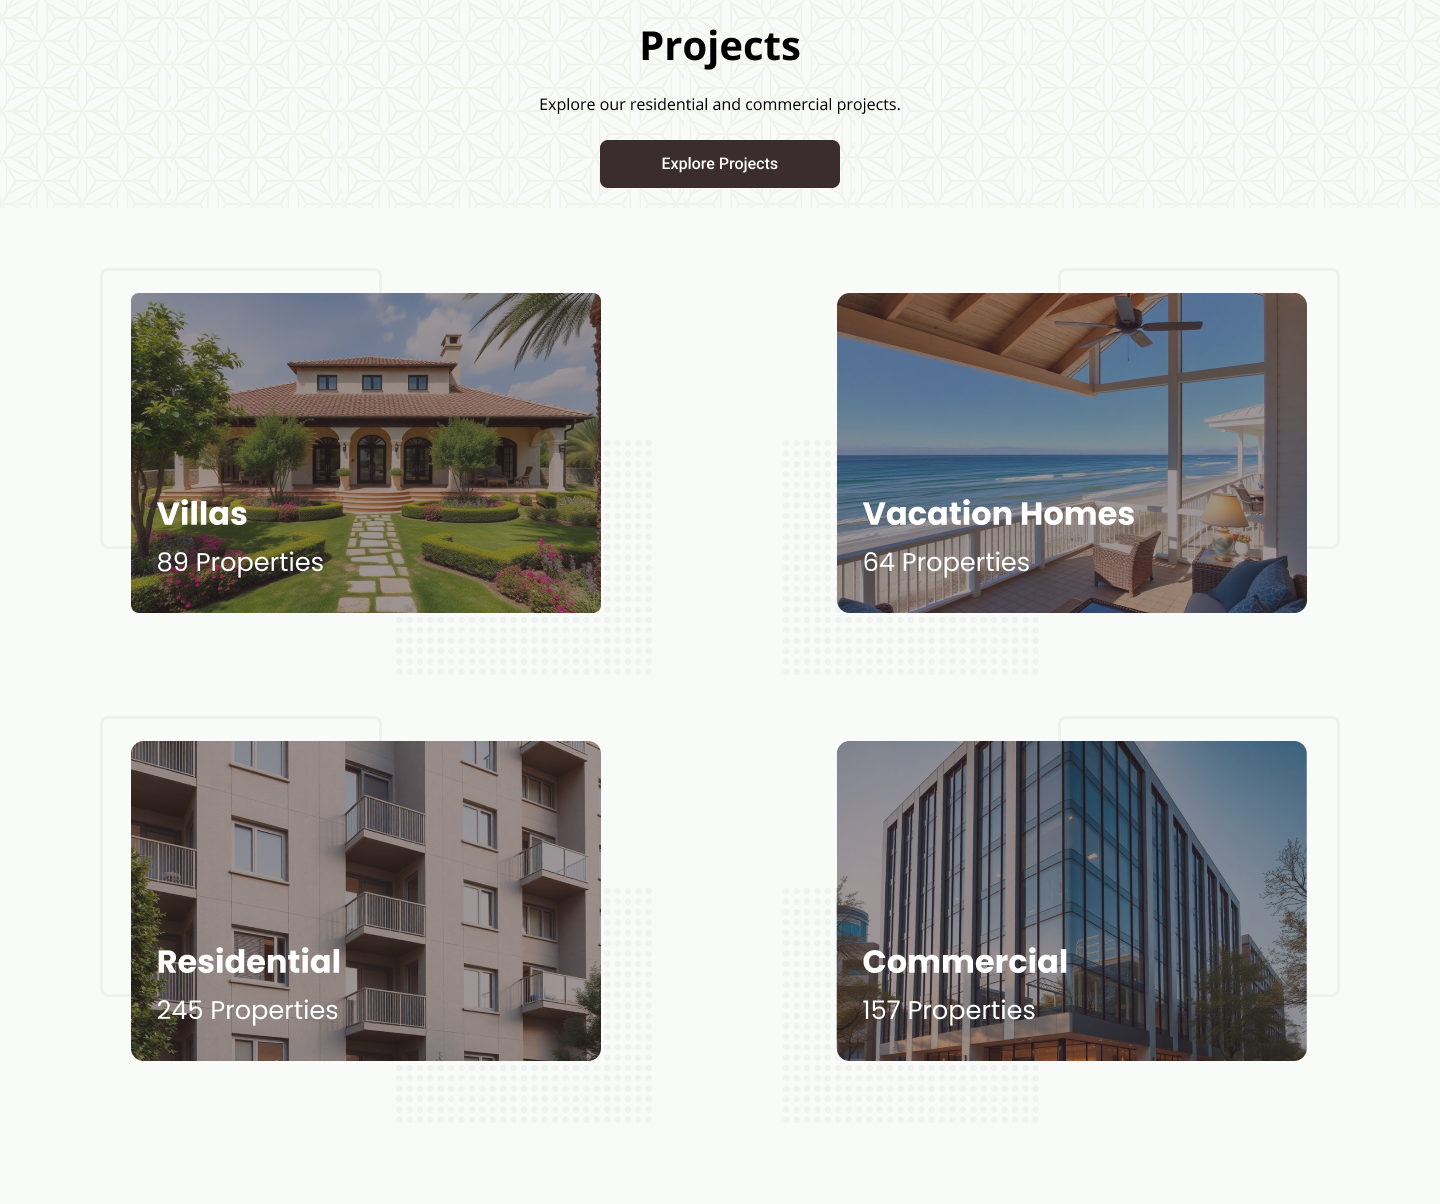 Projects
Explore our residential and commercial projects.
Explore Projects
Villas
89 Properties
Vacation Homes
64 Properties
Residential
245 Properties
Commercial
157 Properties